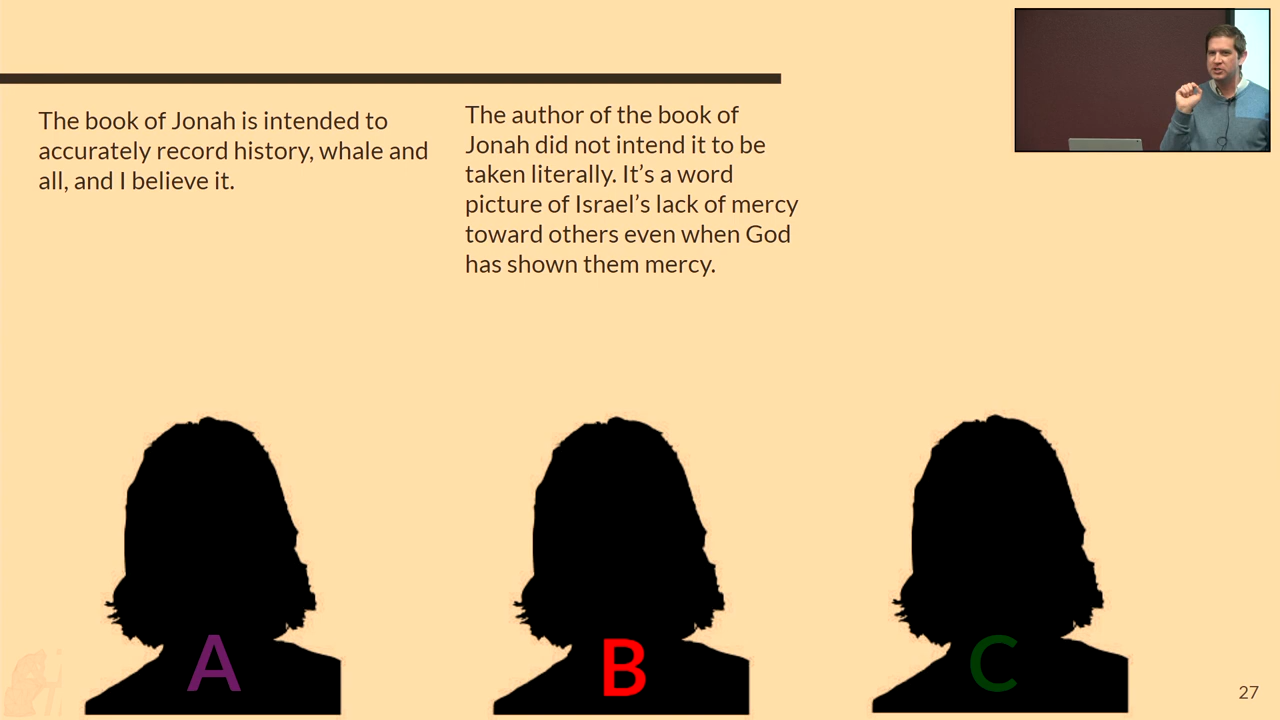 The book of Jonah is intended to
accurately record history, whale and
all, and I believe it.
The author of the book of
Jonah did not intend it to be
taken literally. It’s a word
picture of Israel’s lack of mercy
toward others even when God
has shown them mercy.
A
B
C
27